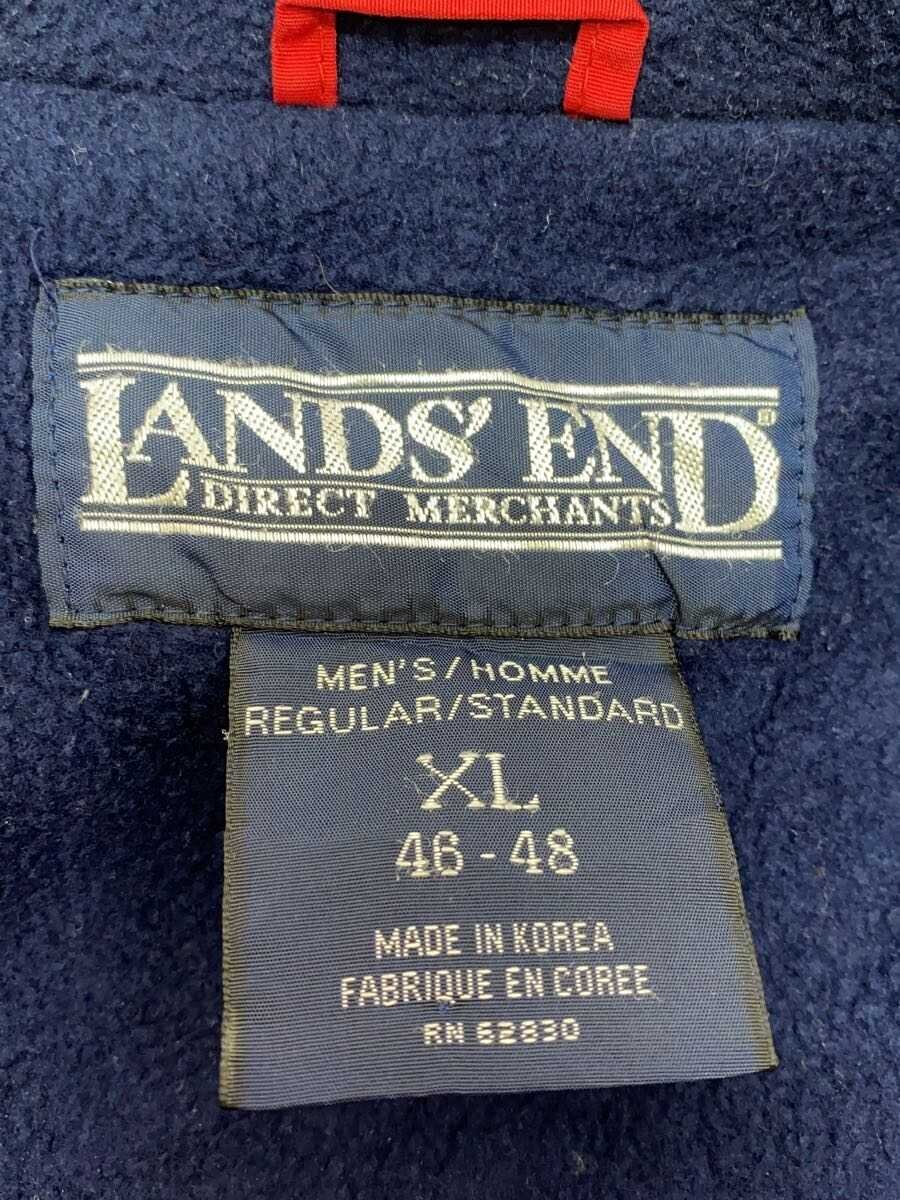 LANDS' END®
DIRECT MERCHANTS
MEN'S/HOMME
REGULAR/STANDARD
XL
46 - 48
MADE IN KOREA
FABRIQUE EN COREE
RN 62830